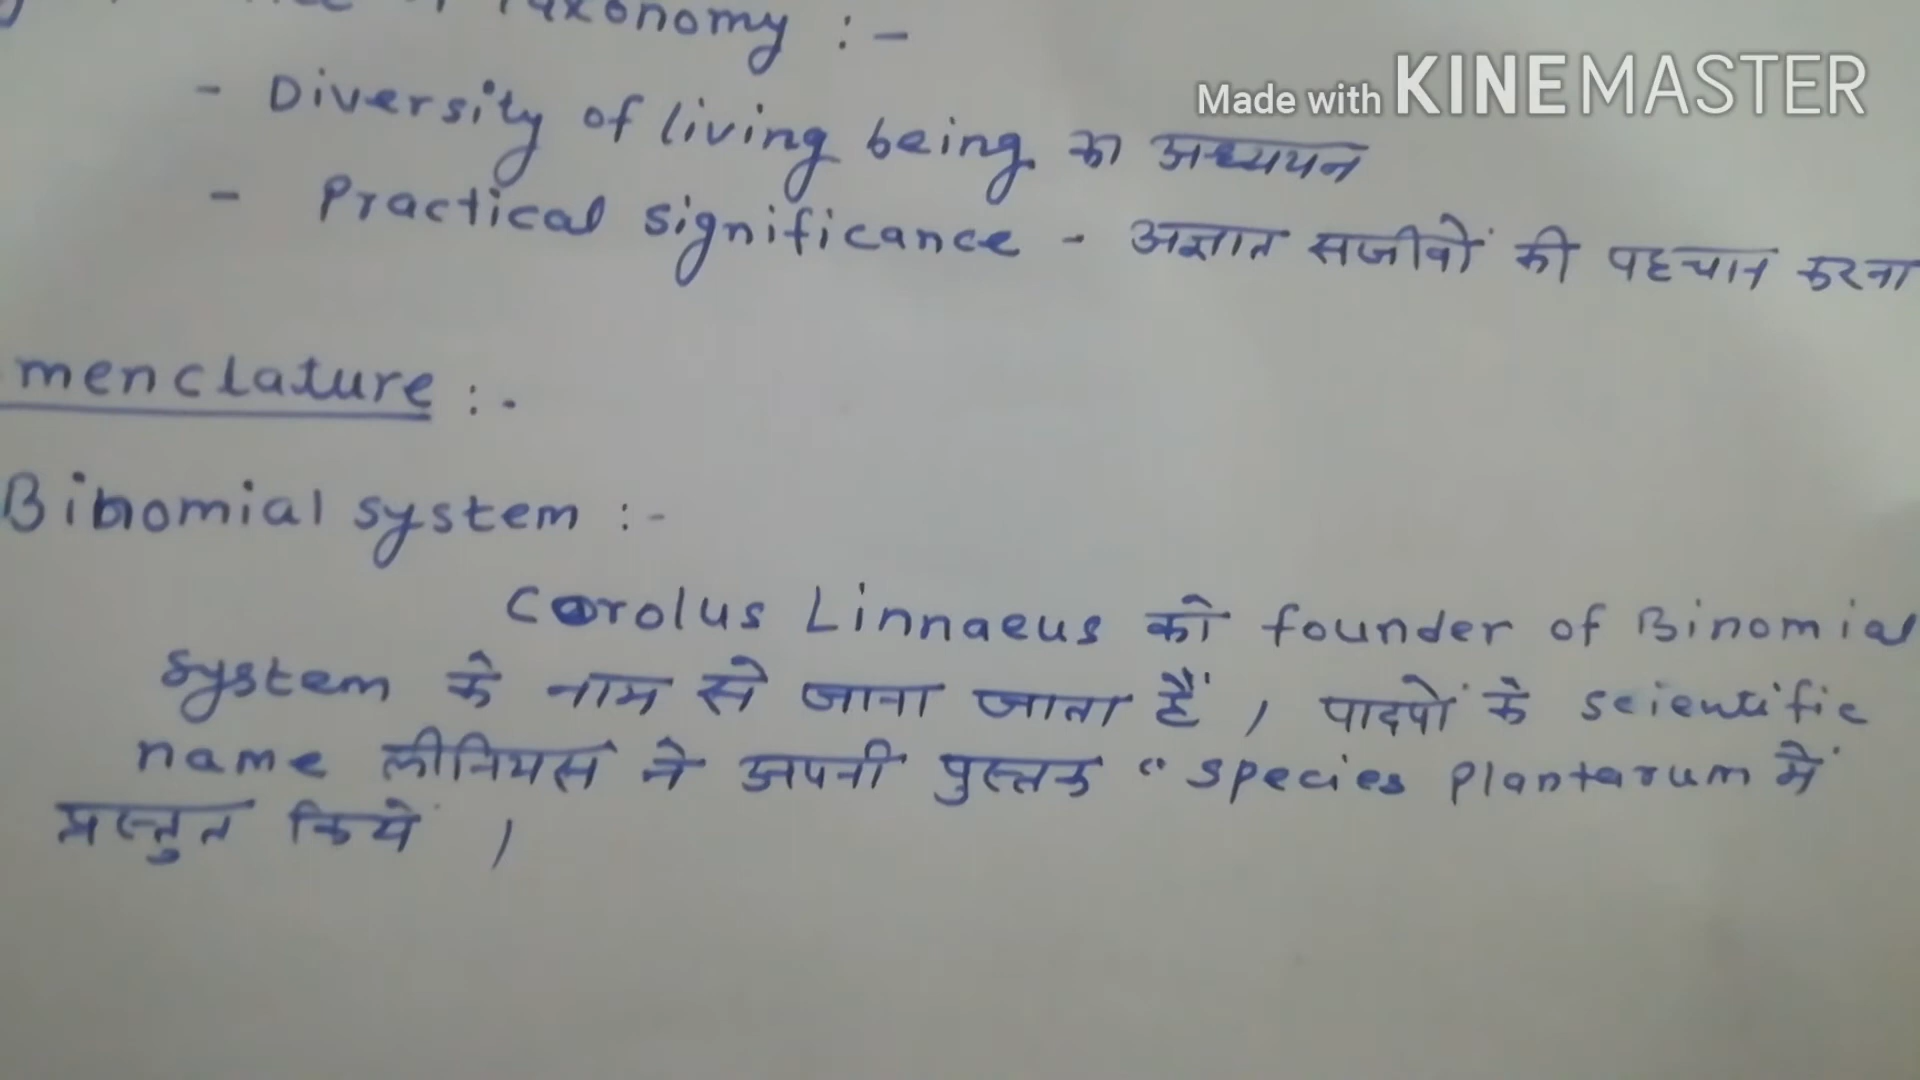 Taxonomy :-
Made with KINEMASTER
- Diversity of living being का अध्ययन
- Practical significance - अज्ञात सजीवों की पहचान करना
menclature :-
Binomial system :-
Carolus Linnaeus को founder of Binomial
system के नाम से जाना जाता हैं , पादपों के scientific
name लीनियस ने अपनी पुस्तक " species plantarum में
प्रस्तुत किये ,